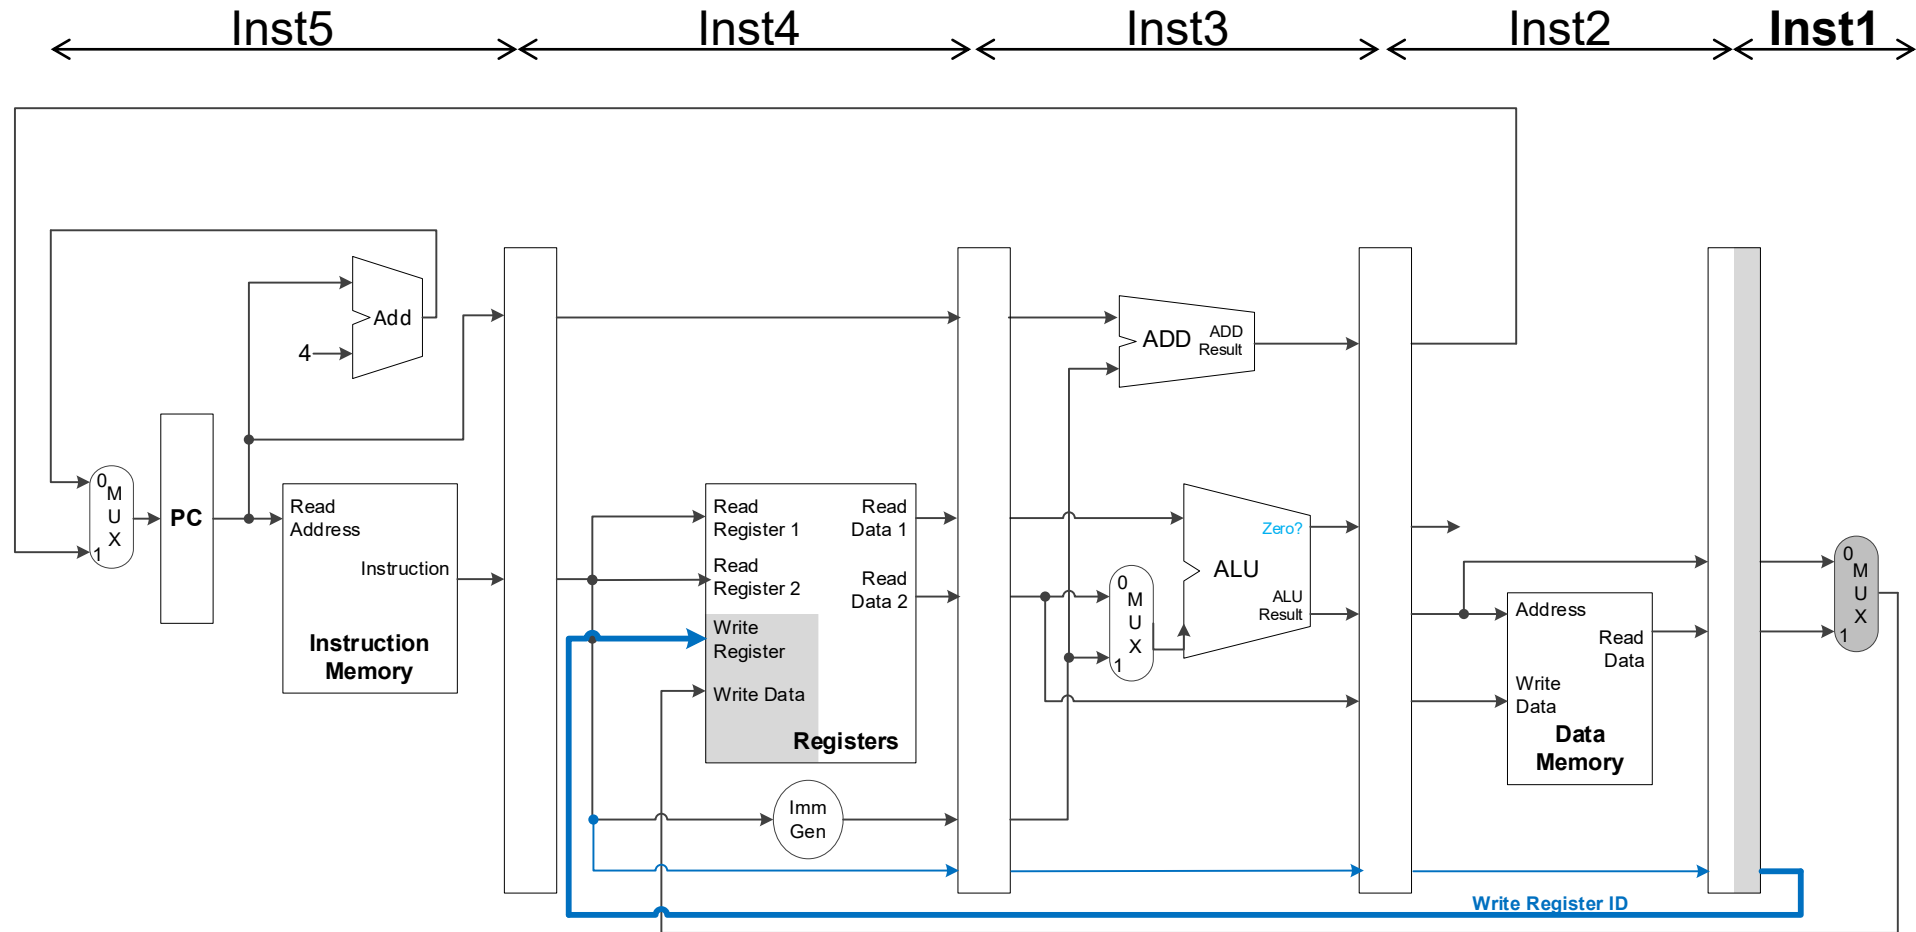 Inst5
Inst4
Inst3
Inst2
Inst1
Add
4
0
M
U
X
1
PC
Read
Address
Instruction
Instruction
Memory
Read
Register 1
Read
Register 2
Write
Register
Write Data
Read
Data 1
Read
Data 2
Registers
Imm
Gen
ADD
ADD
Result
0
M
U
X
1
Zero?
ALU
ALU
Result
Address
Read
Data
Write
Data
Data
Memory
0
M
U
X
1
Write Register ID